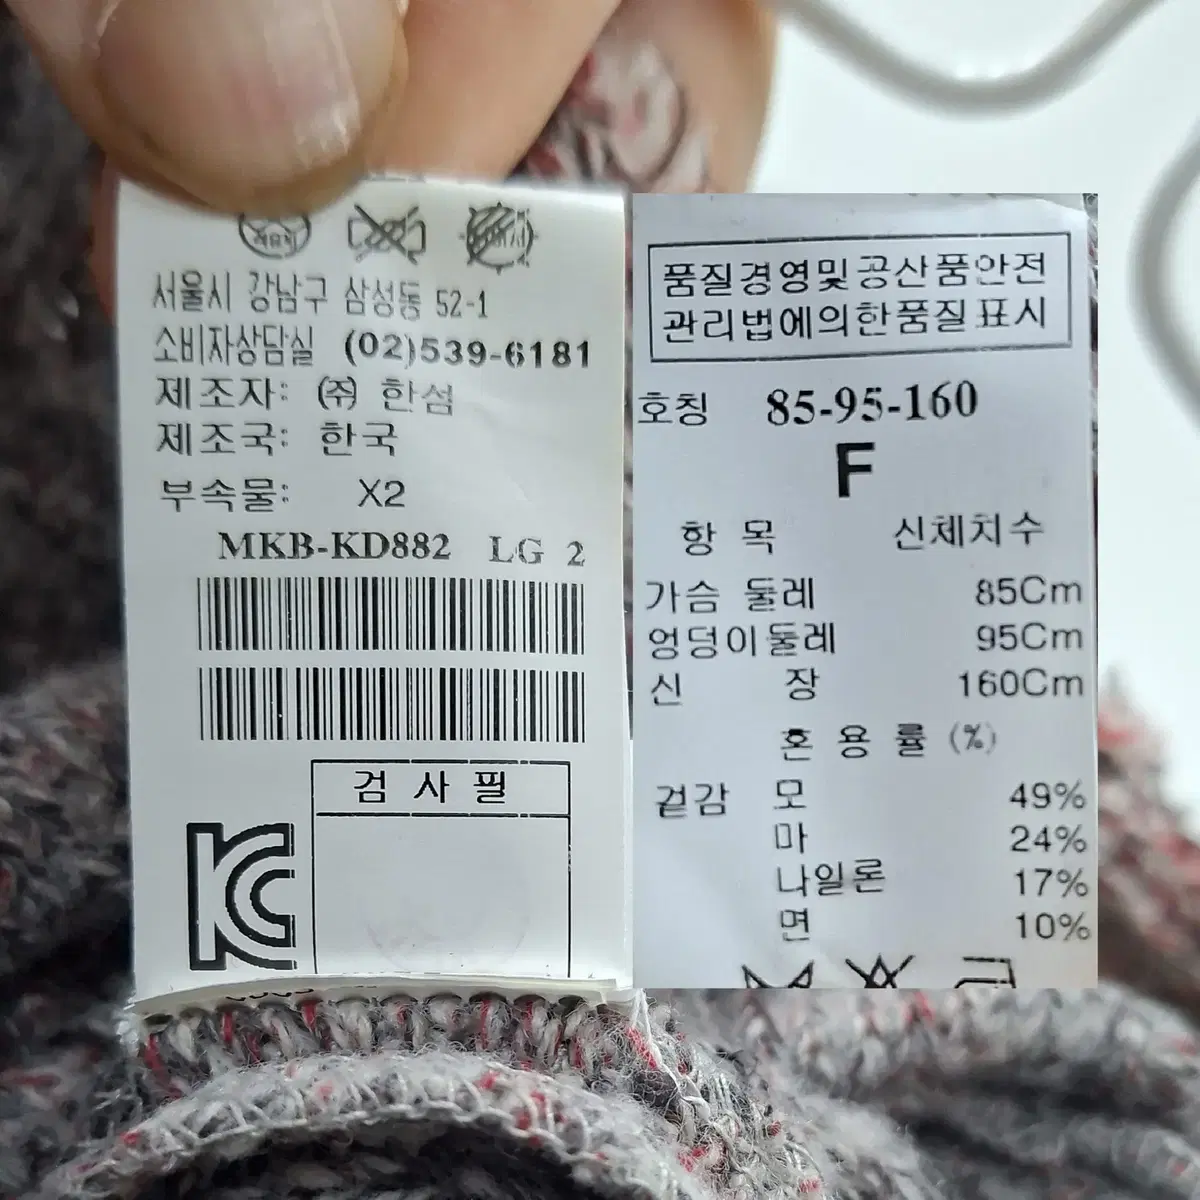 서울시 강남구 삼성동 52-1
소비자상담실 (02)539-6181
제조자: ㈜ 한섬
제조국: 한국
부속물: X2
MKB-KD882 LG 2
검 사 필
KC
품질경영및공산품안전
관리법에의한품질표시
호칭 85-95-160
F
항 목 신체치수
가슴 둘레 85Cm
엉덩이둘레 95Cm
신 장 160Cm
혼 용 률 (%)
겉감 모 49%
마 24%
나일론 17%
면 10%